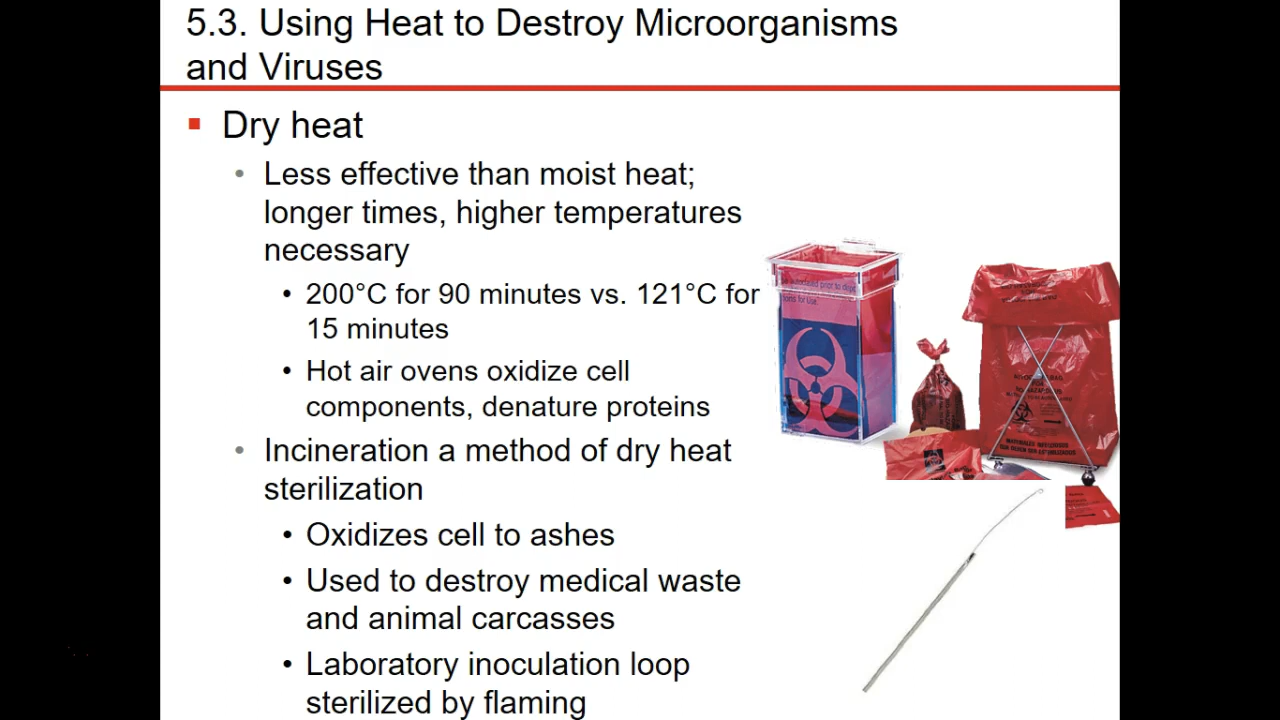 5.3. Using Heat to Destroy Microorganisms
and Viruses
Dry heat
Less effective than moist heat;
longer times, higher temperatures
necessary
200°C for 90 minutes vs. 121°C for
15 minutes
Hot air ovens oxidize cell
components, denature proteins
Incineration a method of dry heat
sterilization
Oxidizes cell to ashes
Used to destroy medical waste
and animal carcasses
Laboratory inoculation loop
sterilized by flaming